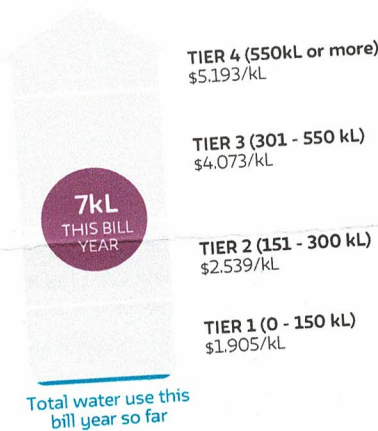 TIER 4 (550kL or more)
$5.193/kL
TIER 3 (301 - 550 kL)
$4.073/kL
7kL
THIS BILL
YEAR
TIER 2 (151 - 300 kL)
$2.539/kL
TIER 1 (0 - 150 kL)
$1.905/kL
Total water use this
bill year so far